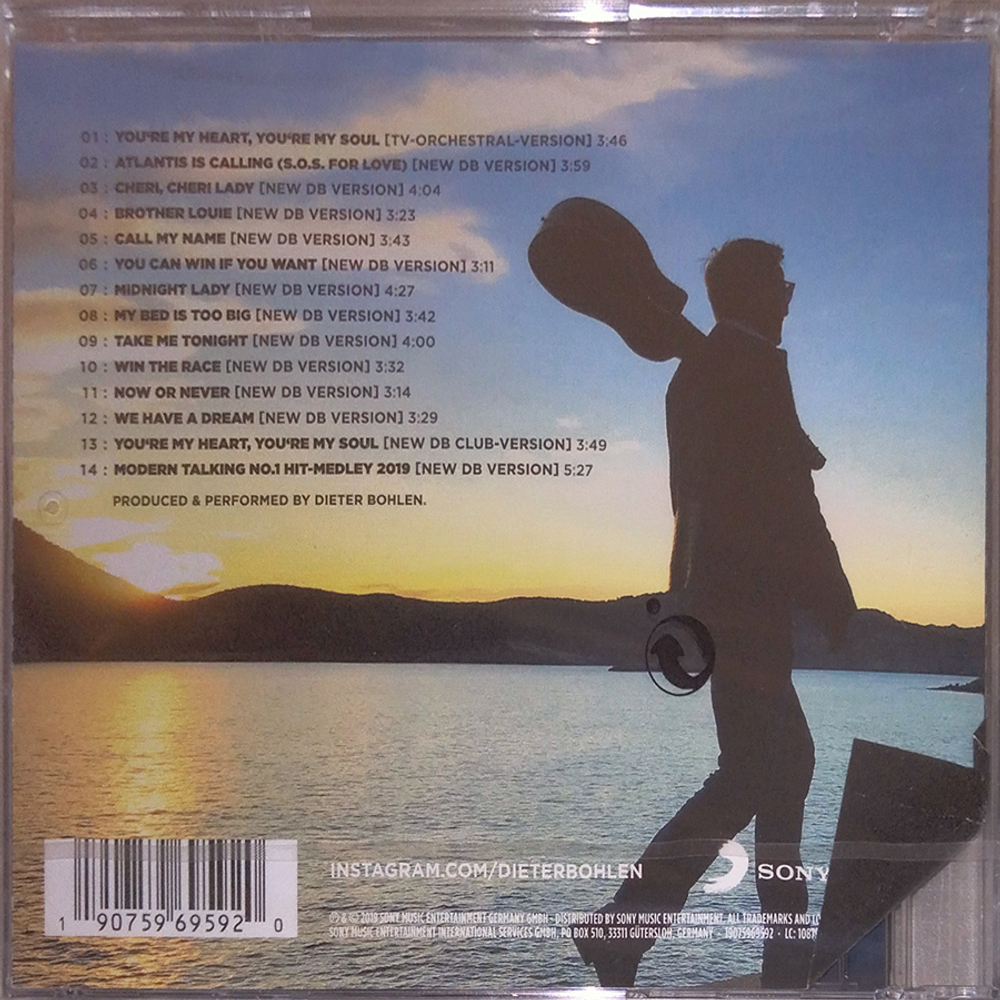 01 : YOU'RE MY HEART, YOU'RE MY SOUL [TV-ORCHESTRAL-VERSION] 3:46
02 : ATLANTIS IS CALLING (S.O.S. FOR LOVE) [NEW DB VERSION] 3:59
03 : CHERI, CHERI LADY [NEW DB VERSION] 4:04
04 : BROTHER LOUIE [NEW DB VERSION] 3:23
05 : CALL MY NAME [NEW DB VERSION] 3:43
06 : YOU CAN WIN IF YOU WANT [NEW DB VERSION] 3:11
07 : MIDNIGHT LADY [NEW DB VERSION] 4:27
08 : MY BED IS TOO BIG [NEW DB VERSION] 3:42
09 : TAKE ME TONIGHT [NEW DB VERSION] 4:00
10 : WIN THE RACE [NEW DB VERSION] 3:32
11 : NOW OR NEVER [NEW DB VERSION] 3:14
12 : WE HAVE A DREAM [NEW DB VERSION] 3:29
13 : YOU'RE MY HEART, YOU'RE MY SOUL [NEW DB CLUB-VERSION] 3:49
14 : MODERN TALKING NO.1 HIT-MEDLEY 2019 [NEW DB VERSION] 5:27
PRODUCED & PERFORMED BY DIETER BOHLEN.
INSTAGRAM.COM/DIETERBOHLEN
SONY
1 90759 69592 0
℗ & © 2019 SONY MUSIC ENTERTAINMENT GERMANY GMBH · DISTRIBUTED BY SONY MUSIC ENTERTAINMENT. ALL TRADEMARKS AND
SONY MUSIC ENTERTAINMENT INTERNATIONAL SERVICES GMBH, PO BOX 510, 33311 GÜTERSLOH, GERMANY · 19075969592 · LC: